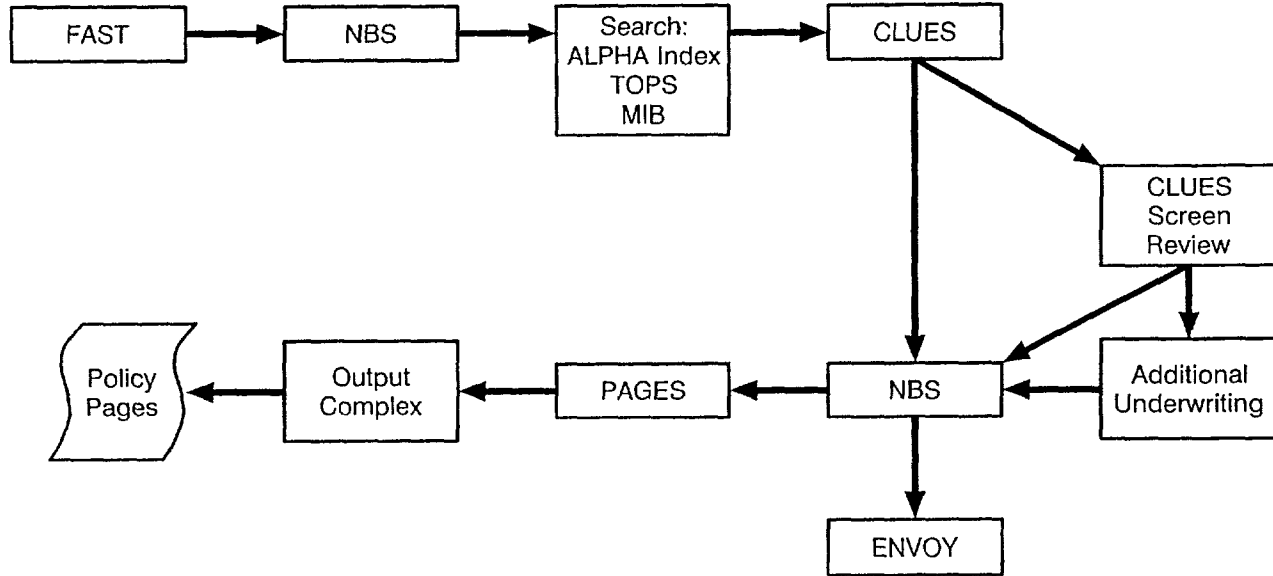 FAST
NBS
Search:
ALPHA Index
TOPS
MIB
CLUES
CLUES
Screen
Review
Policy
Pages
Output
Complex
PAGES
NBS
Additional
Underwriting
ENVOY